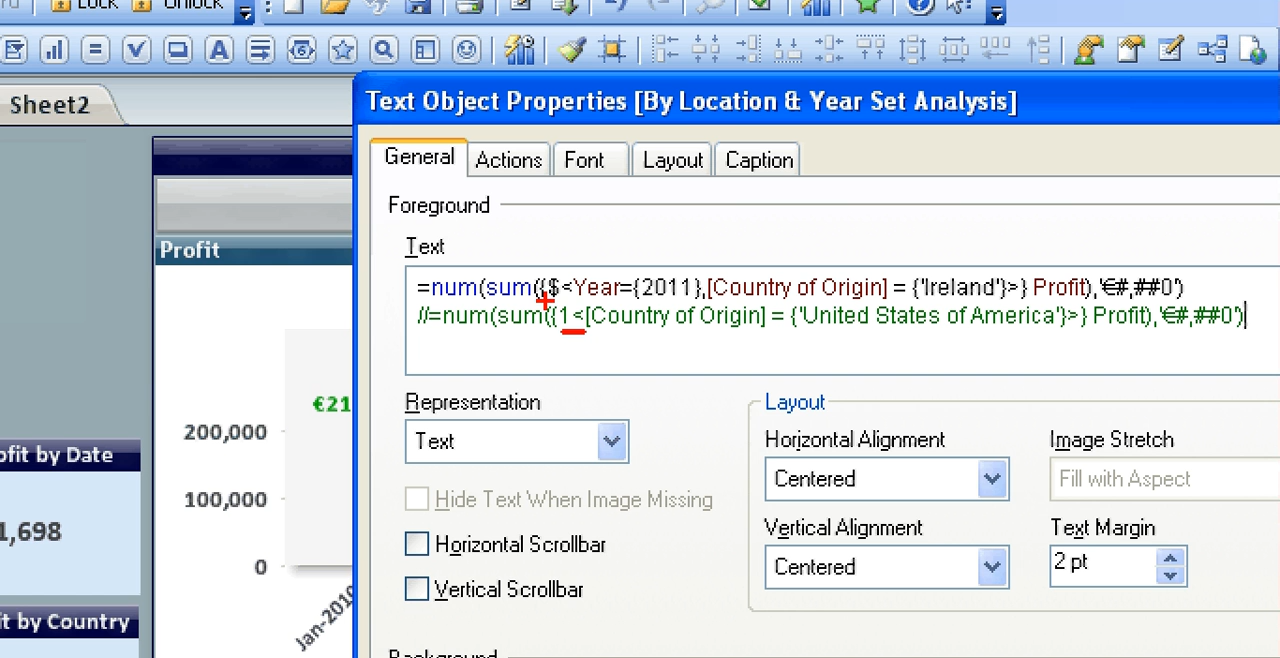 Lock Unlock
Sheet2
Text Object Properties [By Location & Year Set Analysis]
General Actions Font Layout Caption
Foreground
Text
=num(sum({$<Year={2011},[Country of Origin] = {'Ireland'}>} Profit),'€#,##0')
//=num(sum({1<[Country of Origin] = {'United States of America'}>} Profit),'€#,##0')
Profit
€21
200,000
100,000
0
Jan-2010
ofit by Date
1,698
it by Country
Representation
Text
Hide Text When Image Missing
Horizontal Scrollbar
Vertical Scrollbar
Layout
Horizontal Alignment
Centered
Vertical Alignment
Centered
Image Stretch
Fill with Aspect
Text Margin
2 pt
Background